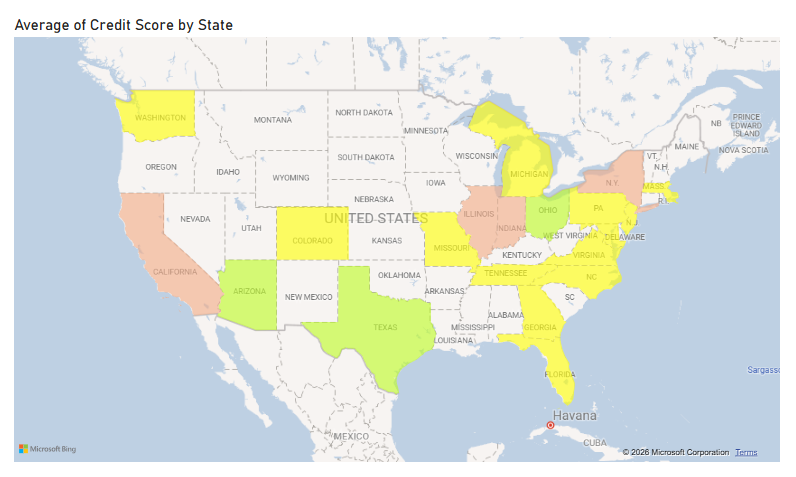 Average of Credit Score by State
WASHINGTON
MONTANA
NORTH DAKOTA
MINNESOTA
NB
PRINCE
EDWARD
ISLAND
NOVA SCOTIA
MAINE
VT.
N.H.
OREGON
IDAHO
SOUTH DAKOTA
WISCONSIN
MICHIGAN
N.Y.
MASS.
R.I.
WYOMING
IOWA
NEBRASKA
NEVADA
UTAH
UNITED STATES
ILLINOIS
INDIANA
OHIO
PA
NJ
COLORADO
KANSAS
MISSOURI
WEST VIRGINIA
DELAWARE
KENTUCKY
VIRGINIA
CALIFORNIA
ARIZONA
NEW MEXICO
OKLAHOMA
ARKANSAS
TENNESSEE
NC
SC
TEXAS
MISSISSIPPI
ALABAMA
GEORGIA
LOUISIANA
FLORIDA
Sargasso
Havana
MEXICO
CUBA
Microsoft Bing
© 2026 Microsoft Corporation Terms